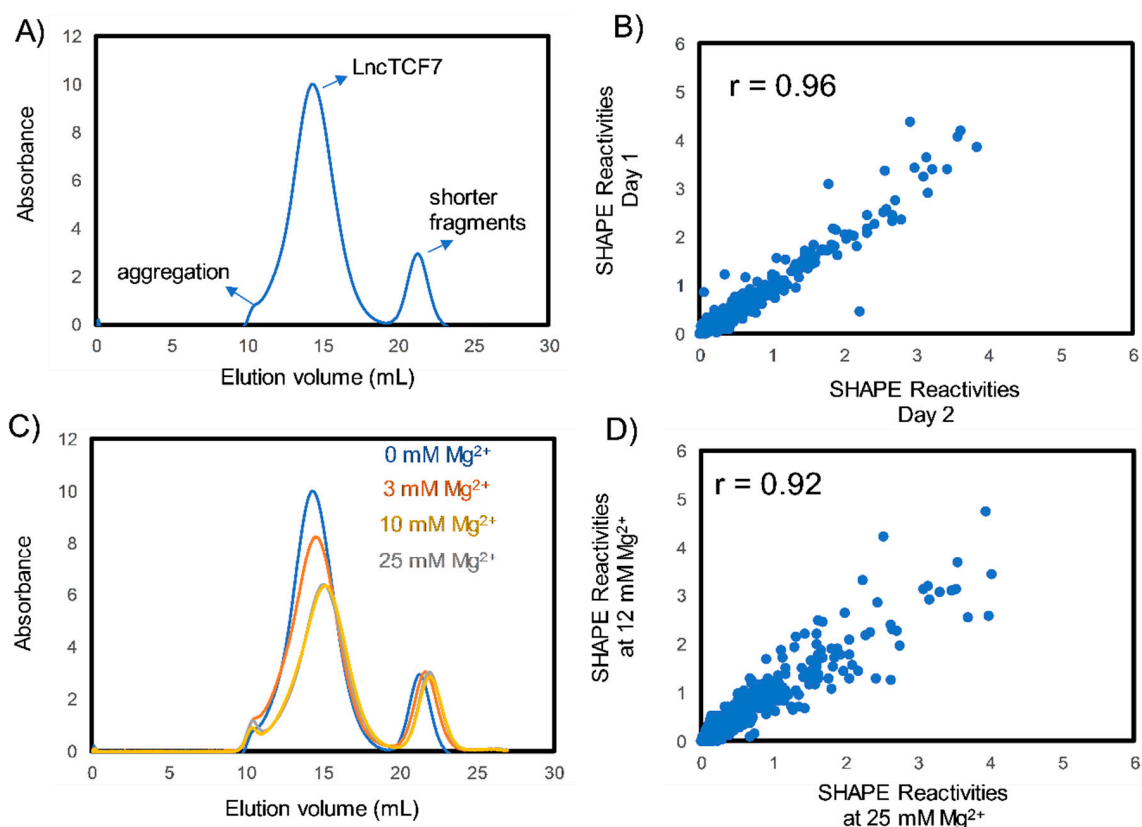 A)
12
10
8
6
4
2
0
Absorbance
LncTCF7
shorter
fragments
aggregation
0 5 10 15 20 25 30
Elution volume (mL)
B)
6
5
4
3
2
1
0
SHAPE Reactivities
Day 1
r = 0.96
0 1 2 3 4 5 6
SHAPE Reactivities
Day 2
C)
12
10
8
6
4
2
0
Absorbance
0 mM Mg²⁺
3 mM Mg²⁺
10 mM Mg²⁺
25 mM Mg²⁺
0 5 10 15 20 25 30
Elution volume (mL)
D)
6
5
4
3
2
1
0
SHAPE Reactivities
at 12 mM Mg²⁺
r = 0.92
0 1 2 3 4 5 6
SHAPE Reactivities
at 25 mM Mg²⁺